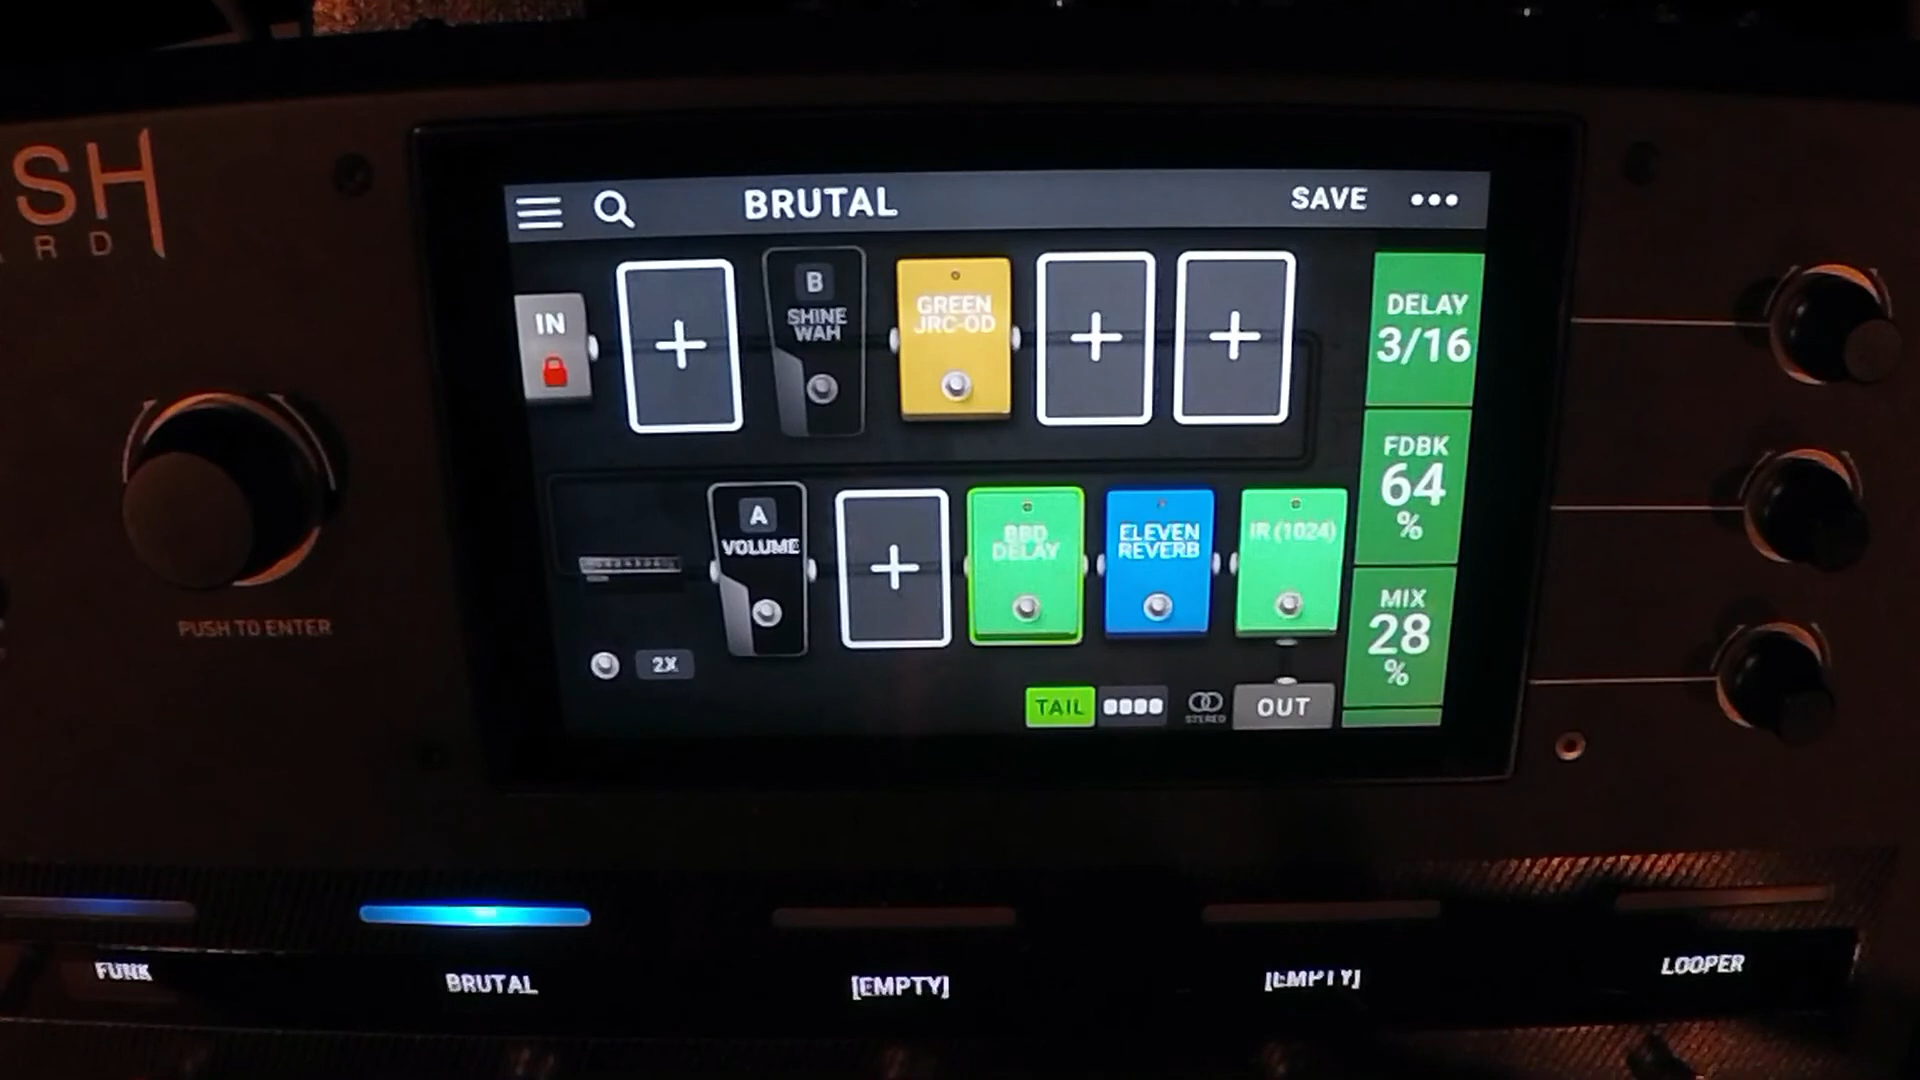 SH
RD
BRUTAL
SAVE
IN
B
SHINE
WAH
GREEN
JRC-OD
DELAY
3/16
FDBK
64
%
MIX
28
%
A
VOLUME
BBD
DELAY
ELEVEN
REVERB
IR (1024)
2X
TAIL
STEREO
OUT
PUSH TO ENTER
FUNK
BRUTAL
[EMPTY]
[EMPTY]
LOOPER